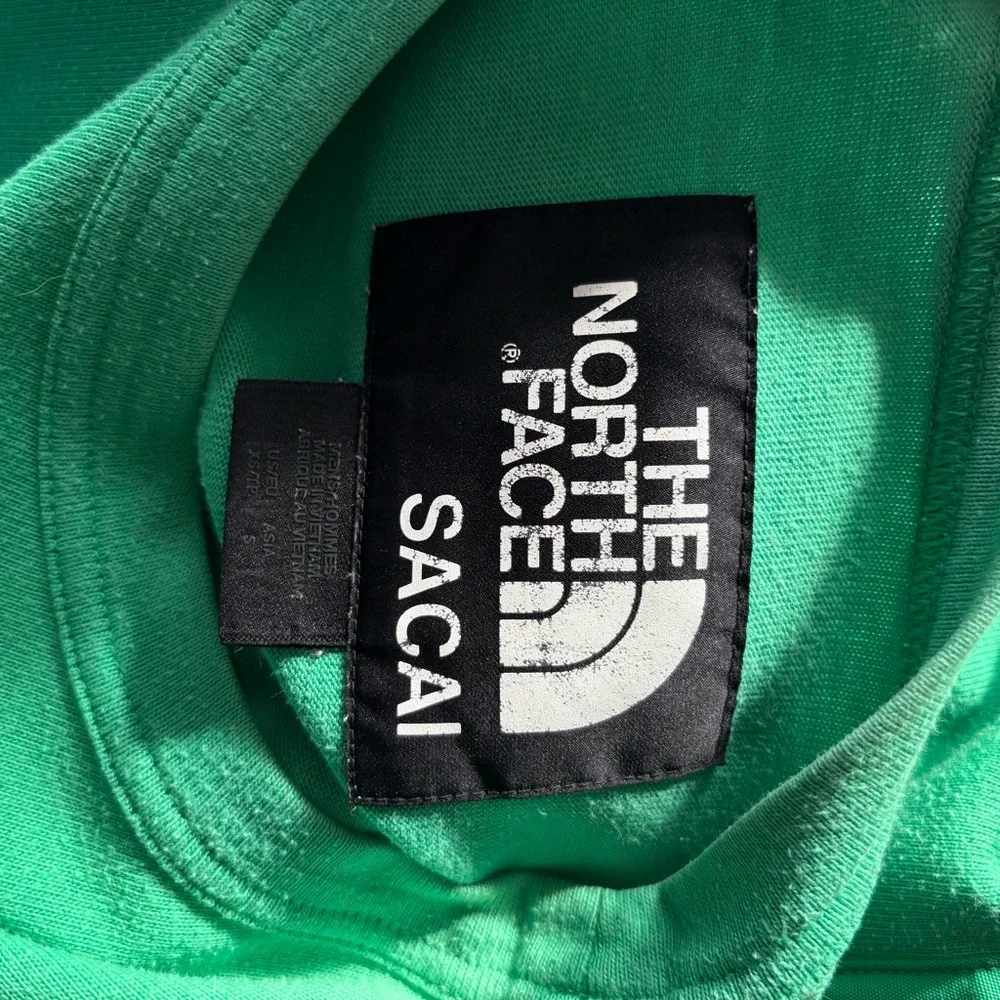 THE
NORTH
FACE®
SACAI
MEN/HOMMES
MADE IN VIETNAM
FABRIQUÉ AU VIETNAM
US/EU ASIA